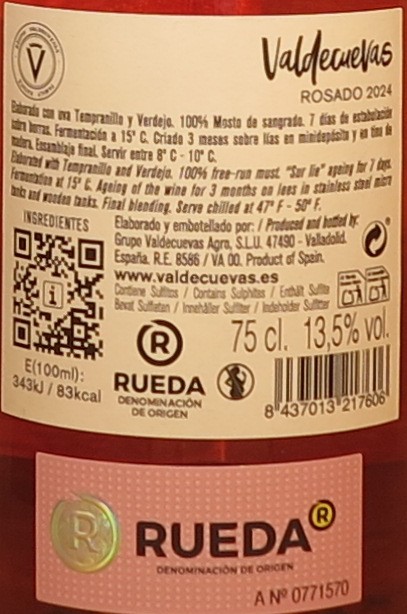 Valdecuevas
V
ROSADO 2024
Elaborado con uva Tempranillo y Verdejo. 100% Mosto de sangrado. 7 días de estabulación
sobre borras. Fermentación a 15° C. Criado 3 meses sobre lías en minidepósito y en tino de
madera. Ensamblaje final. Servir entre 8° C - 10° C.
Elaborated with Tempranillo and Verdejo. 100% free-run must. "Sur lie" ageing for 7 days.
Fermentation at 15° C. Ageing of the wine for 3 months on lees in stainless steel micro
tanks and wooden tanks. Final blending. Serve chilled at 47° F - 50° F.
INGREDIENTES
i
E(100ml):
343kJ / 83kcal
Elaborado y embotellado por: / Produced and bottled by:
Grupo Valdecuevas Agro, S.L.U. 47490 - Valladolid.
España. R.E. 8586 / VA 00. Product of Spain.
www.valdecuevas.es
Contiene Sulfitos / Contains Sulphites / Enthält Sulfite
Bevat Sulfieten / Innehåller Sulfiter / Indeholder Sulfitter
R
RUEDA
DENOMINACIÓN
DE ORIGEN
75 cl. 13,5% vol.
8 437013 217606
R
RUEDA R
DENOMINACIÓN DE ORIGEN
A Nº 0771570